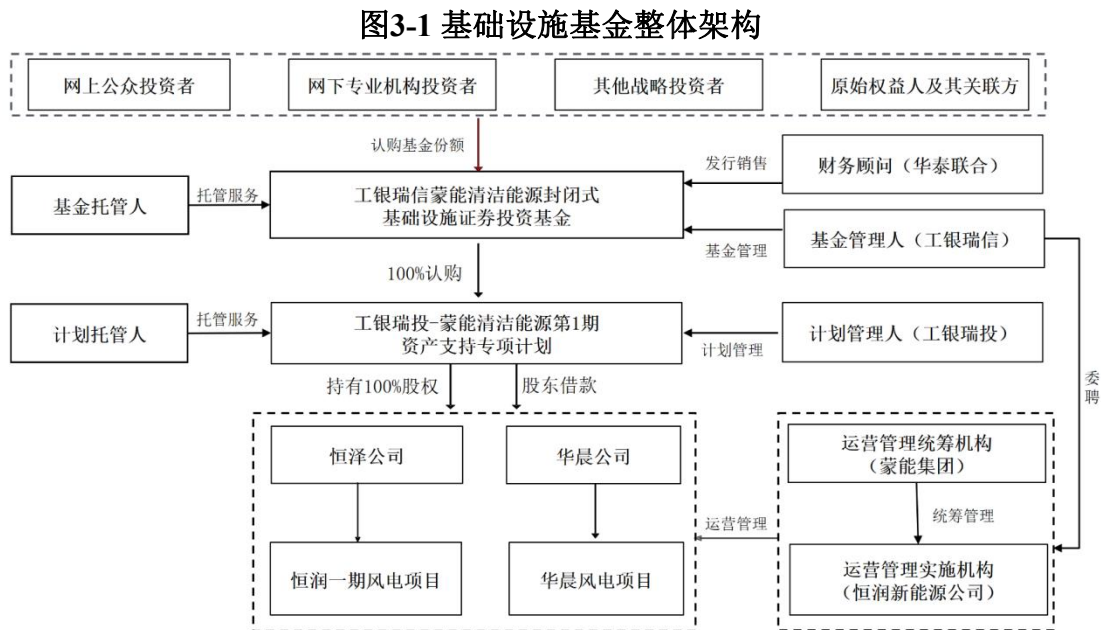 图3-1 基础设施基金整体架构
网上公众投资者
网下专业机构投资者
其他战略投资者
原始权益人及其关联方
认购基金份额
发行销售
财务顾问（华泰联合）
基金托管人
托管服务
工银瑞信蒙能清洁能源封闭式
基础设施证券投资基金
基金管理
基金管理人（工银瑞信）
100%认购
计划托管人
托管服务
工银瑞投-蒙能清洁能源第1期
资产支持专项计划
计划管理
计划管理人（工银瑞投）
持有100%股权
股东借款
委
聘
恒泽公司
华晨公司
运营管理统筹机构
（蒙能集团）
运营管理
统筹管理
恒润一期风电项目
华晨风电项目
运营管理实施机构
（恒润新能源公司）